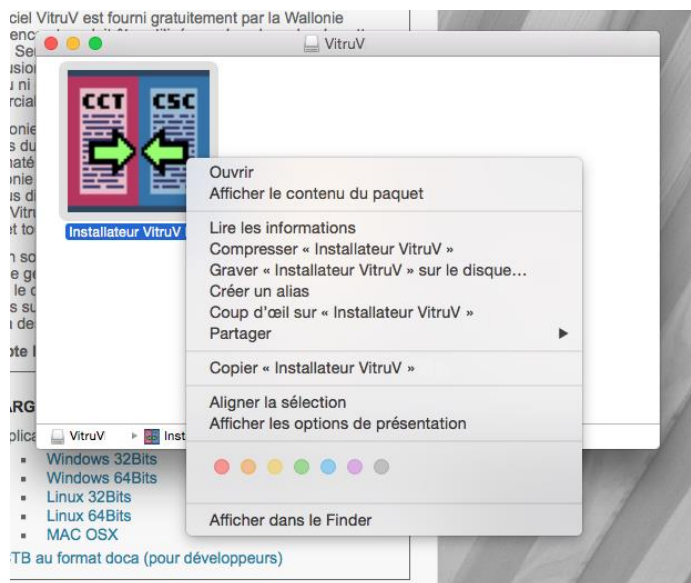 ciel VitruV est fourni gratuitement par la Wallonie
VitruV
CCT CSC
Installateur VitruV
Ouvrir
Afficher le contenu du paquet
Lire les informations
Compresser « Installateur VitruV »
Graver « Installateur VitruV » sur le disque...
Créer un alias
Coup d'œil sur « Installateur VitruV »
Partager
Copier « Installateur VitruV »
Aligner la sélection
Afficher les options de présentation
VitruV
Inst
Windows 32Bits
Windows 64Bits
Linux 32Bits
Linux 64Bits
MAC OSX
Afficher dans le Finder
TB au format doca (pour développeurs)